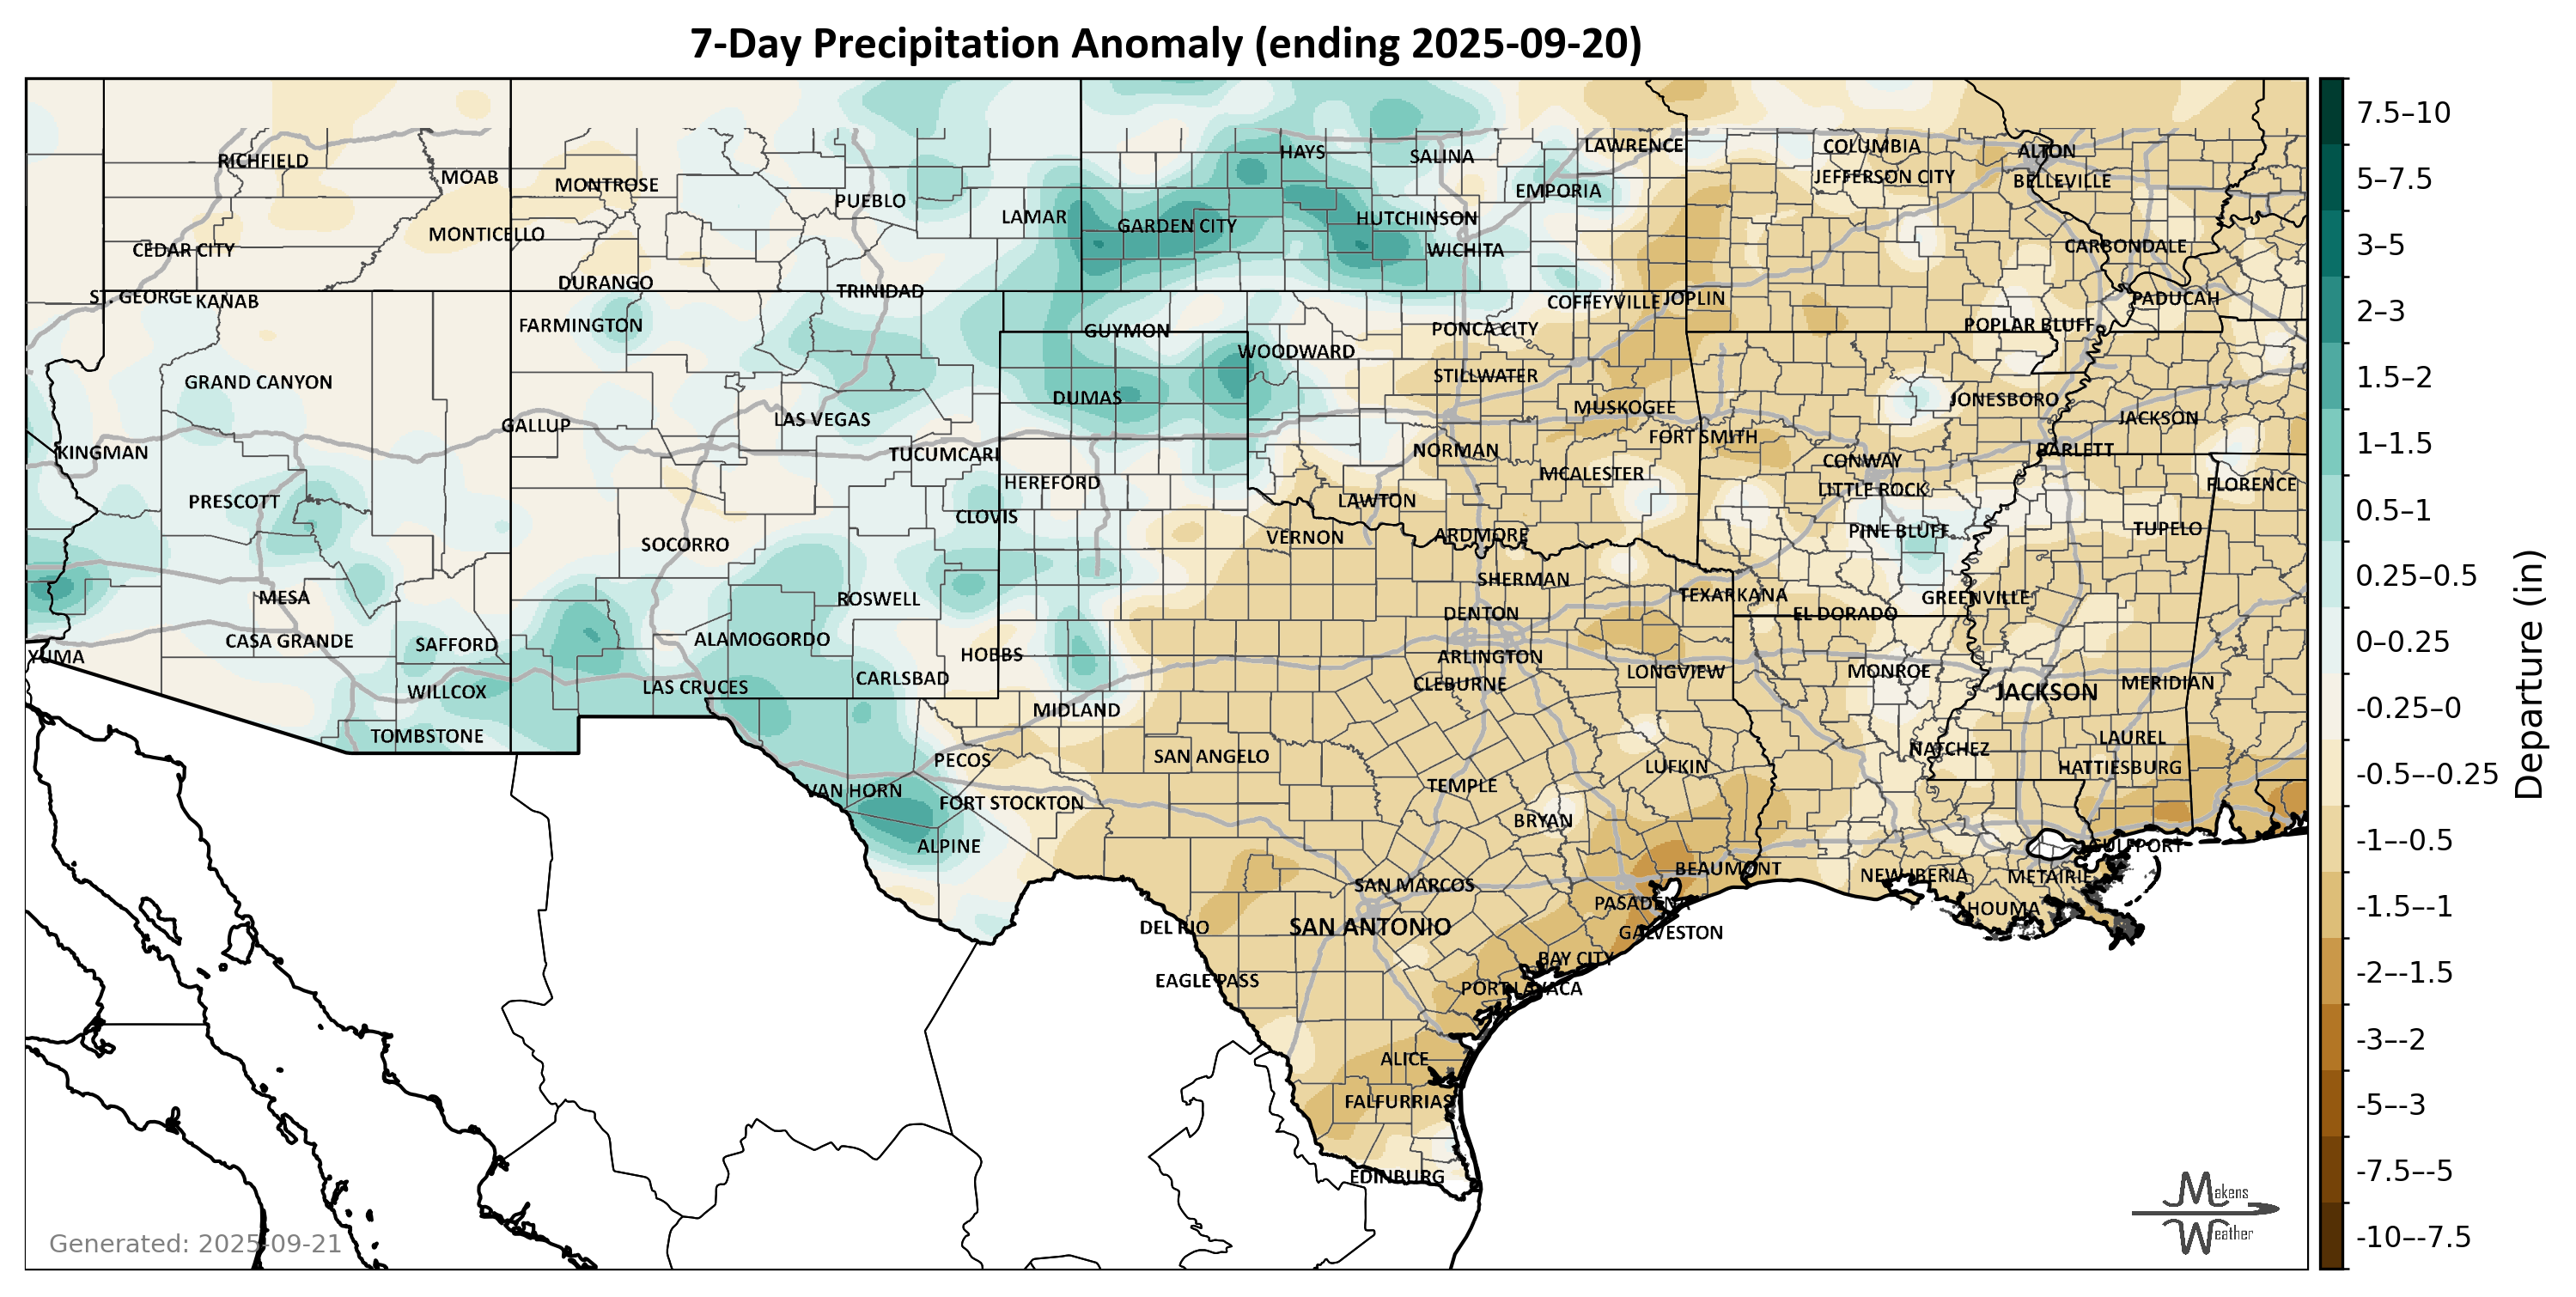 7-Day Precipitation Anomaly (ending 2025-09-20)
RICHFIELD
MOAB
MONTROSE
PUEBLO
LAMAR
HAYS
SALINA
LAWRENCE
COLUMBIA
ALTON
JEFFERSON CITY
BELLEVILLE
EMPORIA
GARDEN CITY
HUTCHINSON
MONTICELLO
CEDAR CITY
WICHITA
CARBONDALE
DURANGO
TRINIDAD
ST. GEORGE
KANAB
COFFEYVILLE
JOPLIN
PADUCAH
FARMINGTON
GUYMON
PONCA CITY
POPLAR BLUFF
WOODWARD
GRAND CANYON
STILLWATER
DUMAS
MUSKOGEE
JONESBORO
LAS VEGAS
JACKSON
GALLUP
FORT SMITH
KINGMAN
TUCUMCARI
NORMAN
BARLETT
CONWAY
MCALESTER
HEREFORD
LITTLE ROCK
FLORENCE
PRESCOTT
LAWTON
CLOVIS
PINE BLUFF
TUPELO
SOCORRO
VERNON
ARDMORE
SHERMAN
MESA
ROSWELL
TEXARKANA
GREENVILLE
DENTON
EL DORADO
CASA GRANDE
SAFFORD
ALAMOGORDO
YUMA
HOBBS
ARLINGTON
LONGVIEW
MONROE
CARLSBAD
CLEBURNE
MERIDIAN
WILLCOX
LAS CRUCES
JACKSON
MIDLAND
TOMBSTONE
LAUREL
NATCHEZ
PECOS
SAN ANGELO
LUFKIN
HATTIESBURG
VAN HORN
FORT STOCKTON
TEMPLE
BRYAN
ALPINE
GULFPORT
BEAUMONT
NEW IBERIA
METAIRIE
SAN MARCOS
PASADENA
HOUMA
DEL RIO
SAN ANTONIO
GALVESTON
BAY CITY
EAGLE PASS
PORT LAVACA
ALICE
FALFURRIAS
EDINBURG
Generated: 2025-09-21
Makens
Weather
7.5–10
5–7.5
3–5
2–3
1.5–2
1–1.5
0.5–1
0.25–0.5
0–0.25
-0.25–0
-0.5–-0.25
-1–-0.5
-1.5–-1
-2–-1.5
-3–-2
-5–-3
-7.5–-5
-10–-7.5
Departure (in)